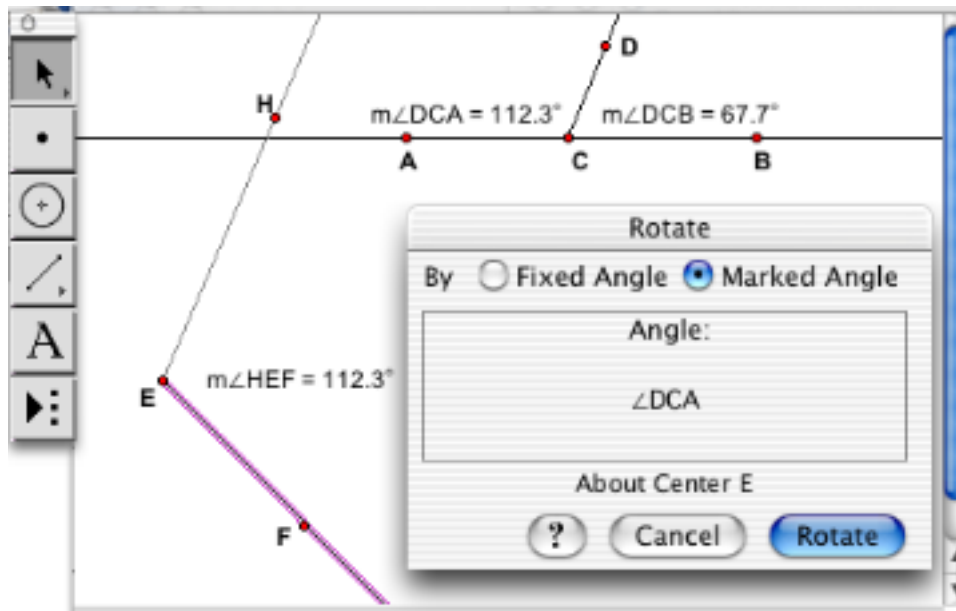 D
H
m∠DCA = 112.3° m∠DCB = 67.7°
A C B
Rotate
By Fixed Angle Marked Angle
Angle:
A
m∠HEF = 112.3°
E
∠DCA
About Center E
F
? Cancel Rotate